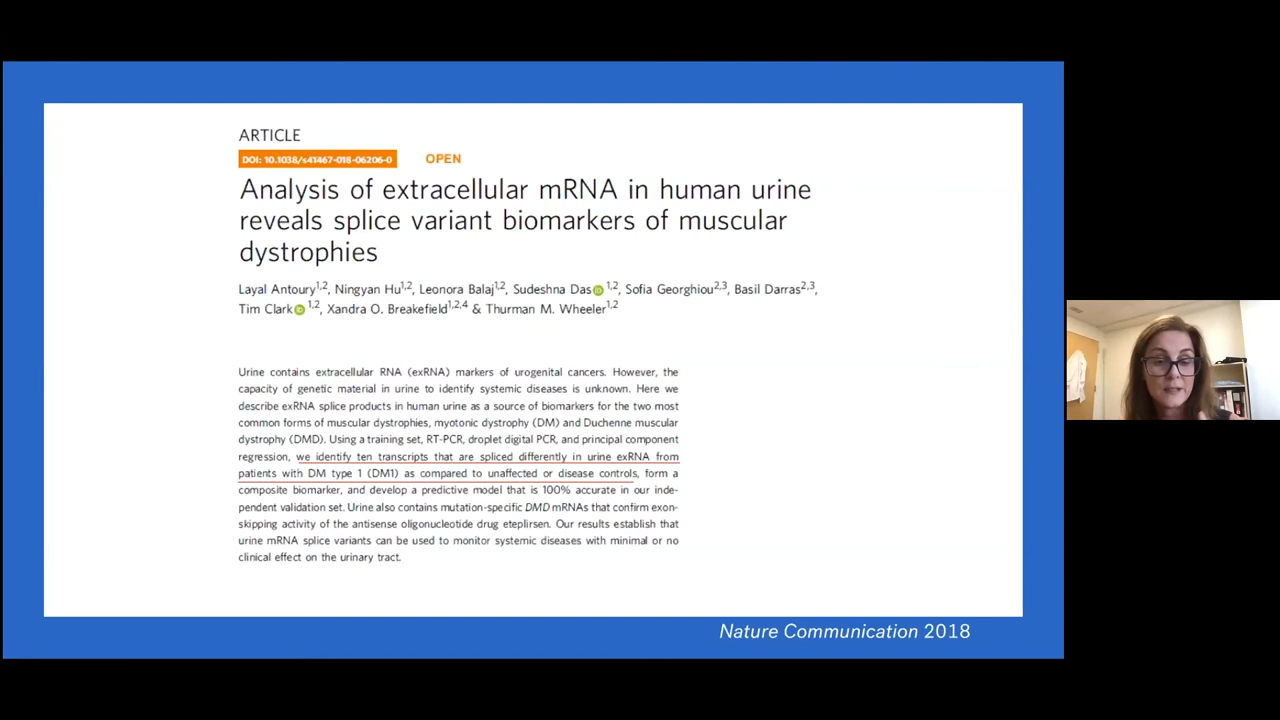 ARTICLE
DOI: 10.1038/s41467-018-06206-0 OPEN
Analysis of extracellular mRNA in human urine
reveals splice variant biomarkers of muscular
dystrophies
Layal Antoury1,2, Ningyan Hu1,2, Leonora Balaj1,2, Sudeshna Das 1,2, Sofia Georghiou2,3, Basil Darras2,3,
Tim Clark 1,2, Xandra O. Breakefield1,2,4 & Thurman M. Wheeler1,2
Urine contains extracellular RNA (exRNA) markers of urogenital cancers. However, the
capacity of genetic material in urine to identify systemic diseases is unknown. Here we
describe exRNA splice products in human urine as a source of biomarkers for the two most
common forms of muscular dystrophies, myotonic dystrophy (DM) and Duchenne muscular
dystrophy (DMD). Using a training set, RT-PCR, droplet digital PCR, and principal component
regression, we identify ten transcripts that are spliced differently in urine exRNA from
patients with DM type 1 (DM1) as compared to unaffected or disease controls, form a
composite biomarker, and develop a predictive model that is 100% accurate in our inde-
pendent validation set. Urine also contains mutation-specific DMD mRNAs that confirm exon-
skipping activity of the antisense oligonucleotide drug eteplirsen. Our results establish that
urine mRNA splice variants can be used to monitor systemic diseases with minimal or no
clinical effect on the urinary tract.
Nature Communication 2018